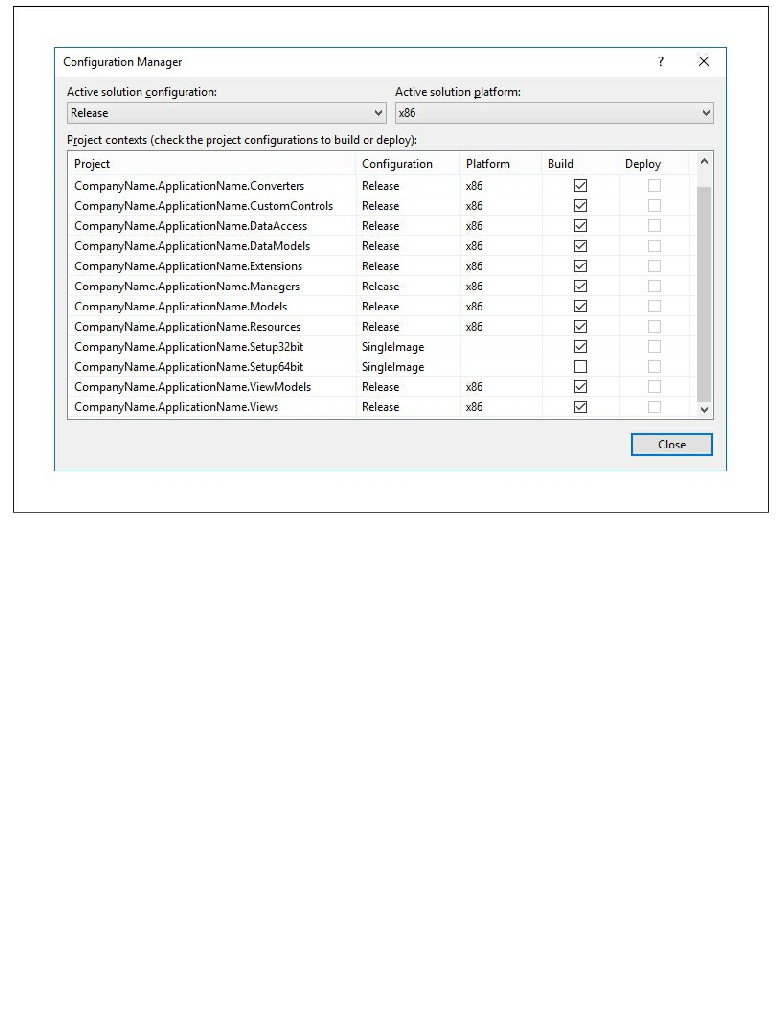 Configuration Manager ?
Active solution configuration: Active solution platform:
Release x86
Project contexts (check the project configurations to build or deploy):
Project Configuration Platform Build Deploy
CompanyName.ApplicationName.Converters Release x86
CompanyName.ApplicationName.CustomControls Release x86
CompanyName.ApplicationName.DataAccess Release x86
CompanyName.ApplicationName.DataModels Release x86
CompanyName.ApplicationName.Extensions Release x86
CompanyName.ApplicationName.Managers Release x86
CompanyName.ApplicationName.Models Release x86
CompanyName.ApplicationName.Resources Release x86
CompanyName.ApplicationName.Setup32bit SingleImage
CompanyName.ApplicationName.Setup64bit SingleImage
CompanyName.ApplicationName.ViewModels Release x86
CompanyName.ApplicationName.Views Release x86
Close